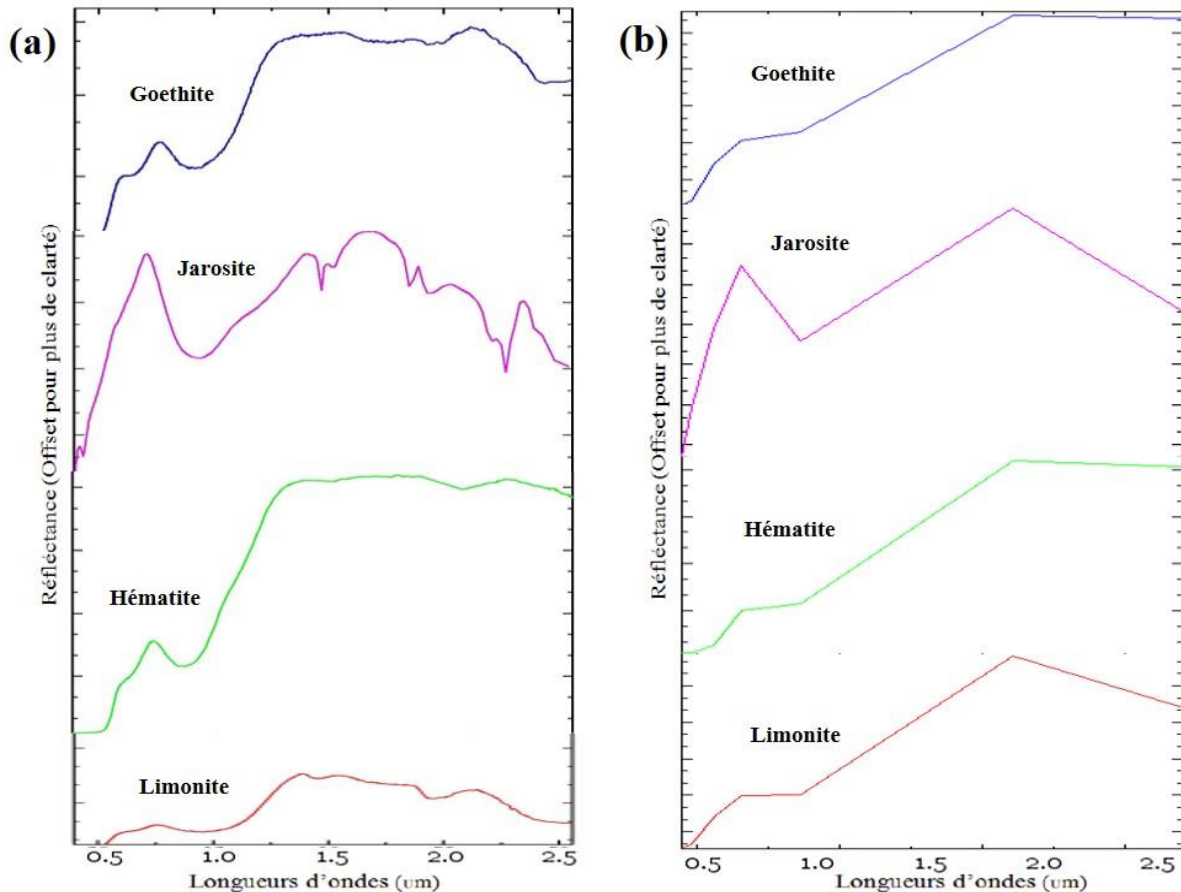 (a)
Goethite
Jarosite
Hématite
Limonite
Réfléctance (Offset pour plus de clarté)
0.5 1.0 1.5 2.0 2.5
Longueurs d'ondes (um)
(b)
Goethite
Jarosite
Hématite
Limonite
Réfléctance (Offset pour plus de clarté)
0.5 1.0 1.5 2.0 2.5
Longueurs d'ondes (um)